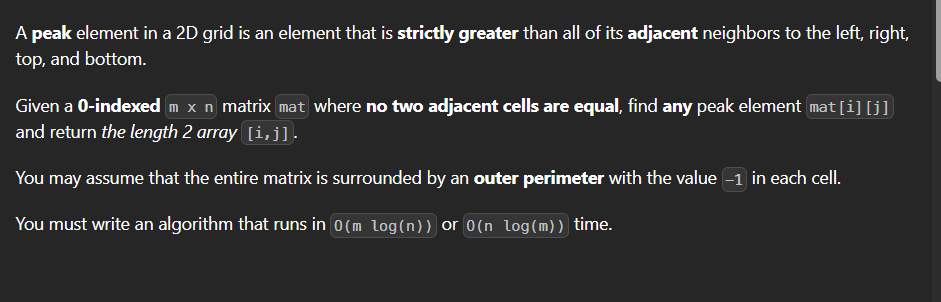 A peak element in a 2D grid is an element that is strictly greater than all of its adjacent neighbors to the left, right,
top, and bottom.
Given a 0-indexed m x n matrix mat where no two adjacent cells are equal, find any peak element mat[i][j]
and return the length 2 array [i,j].
You may assume that the entire matrix is surrounded by an outer perimeter with the value -1 in each cell.
You must write an algorithm that runs in O(m log(n)) or O(n log(m)) time.